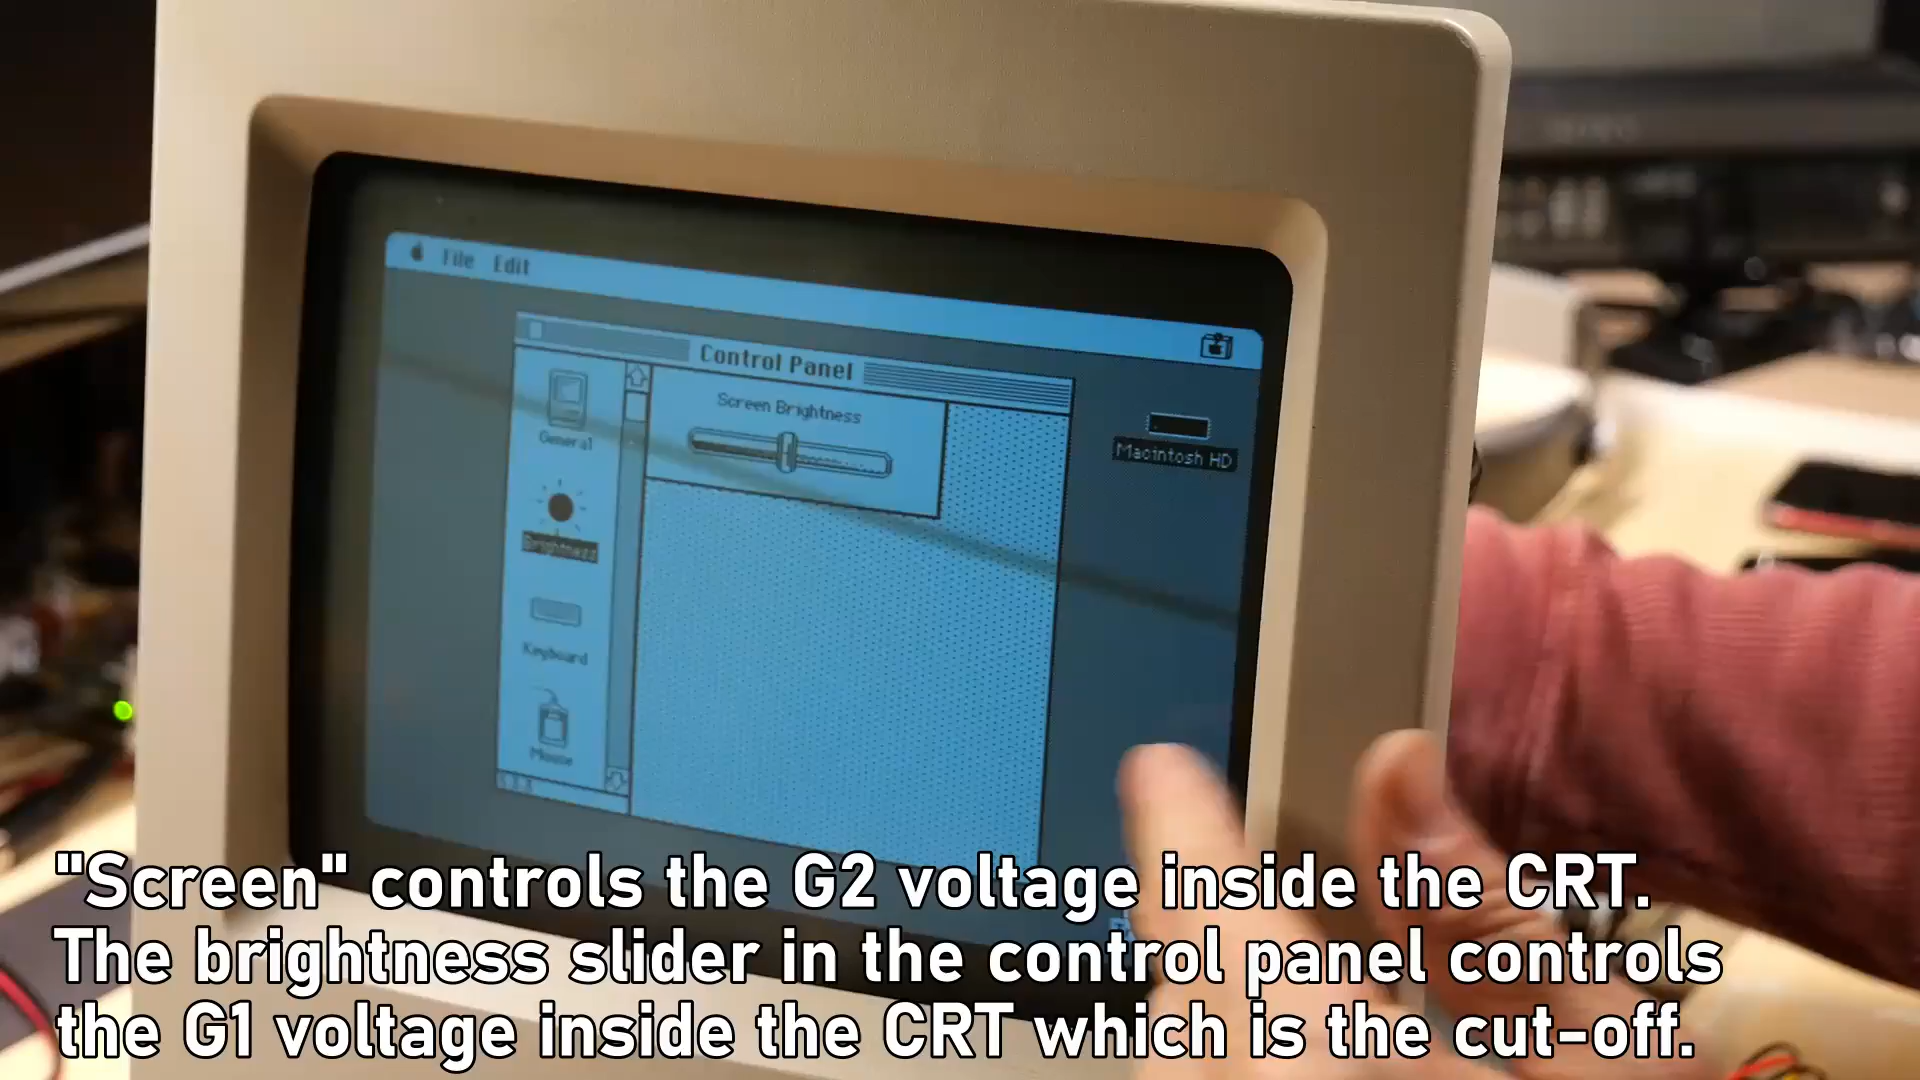 File Edit
Control Panel
Screen Brightness
General
Macintosh HD
Brightness
Keyboard
Mouse
"Screen" controls the G2 voltage inside the CRT.
The brightness slider in the control panel controls
the G1 voltage inside the CRT which is the cut-off.